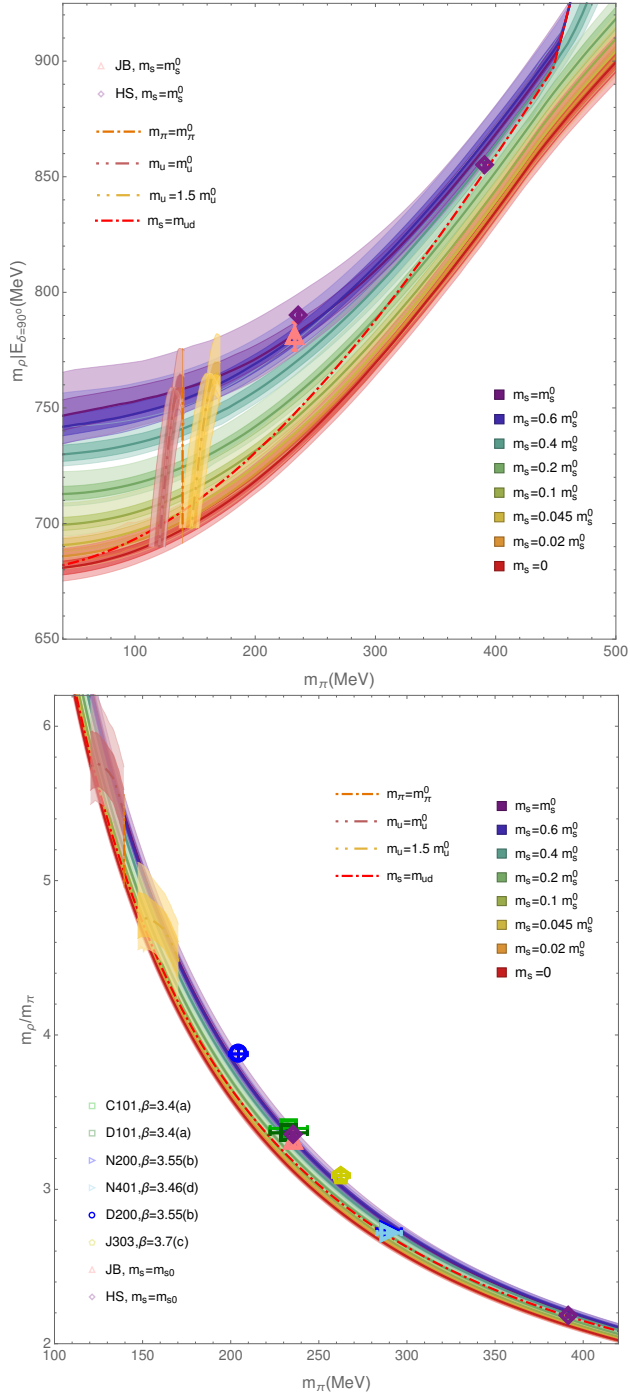 JB, m_s=m_s^0
HS, m_s=m_s^0
m_π=m_π^0
m_u=m_u^0
m_u=1.5 m_u^0
m_s=m_ud
m_s=m_s^0
m_s=0.6 m_s^0
m_s=0.4 m_s^0
m_s=0.2 m_s^0
m_s=0.1 m_s^0
m_s=0.045 m_s^0
m_s=0.02 m_s^0
m_s=0
900
850
800
750
700
650
m_ρ|E_δ=90°(MeV)
100 200 300 400 500
m_π(MeV)
m_π=m_π^0
m_u=m_u^0
m_u=1.5 m_u^0
m_s=m_ud
m_s=m_s^0
m_s=0.6 m_s^0
m_s=0.4 m_s^0
m_s=0.2 m_s^0
m_s=0.1 m_s^0
m_s=0.045 m_s^0
m_s=0.02 m_s^0
m_s=0
C101,β=3.4(a)
D101,β=3.4(a)
N200,β=3.55(b)
N401,β=3.46(d)
D200,β=3.55(b)
J303,β=3.7(c)
JB, m_s=m_s0
HS, m_s=m_s0
6
5
4
3
2
m_ρ/m_π
100 150 200 250 300 350 400
m_π(MeV)